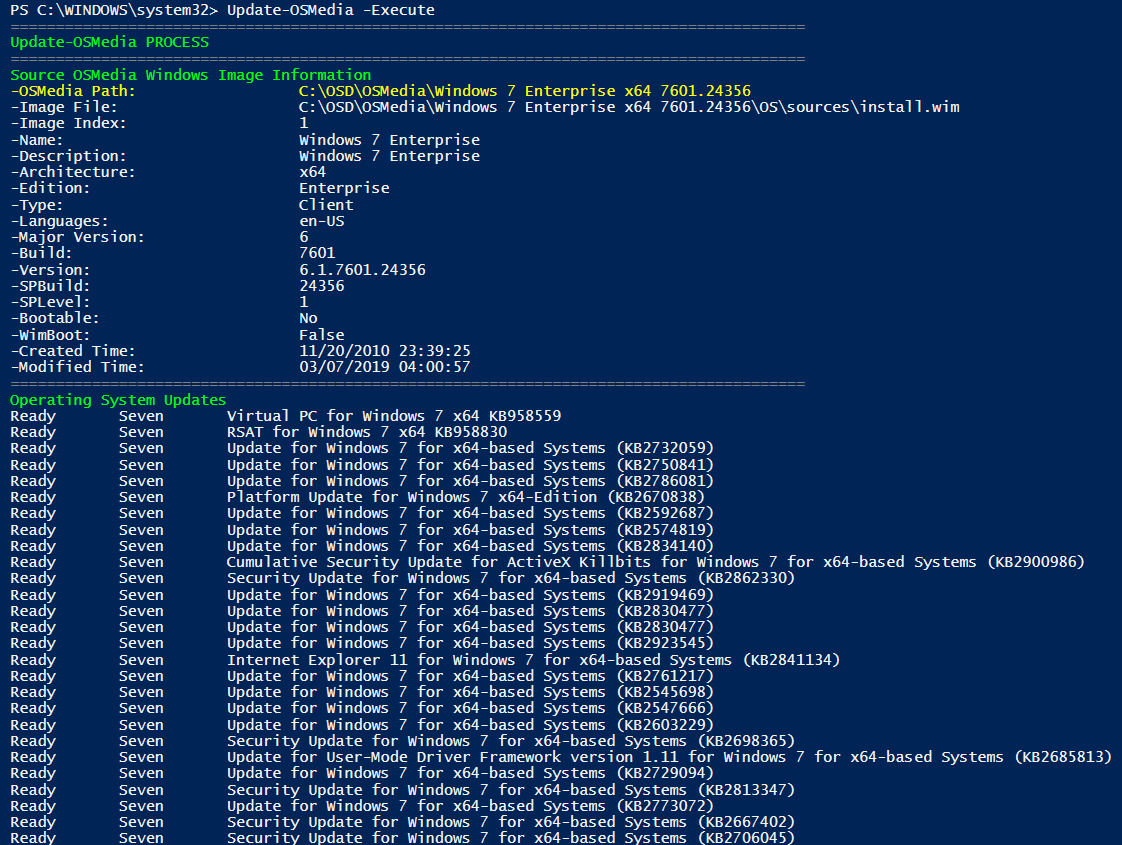 PS C:\WINDOWS\system32> Update-OSMedia -Execute
========================================================================================
Update-OSMedia PROCESS
========================================================================================
Source OSMedia Windows Image Information
-OSMedia Path: C:\OSD\OSMedia\Windows 7 Enterprise x64 7601.24356
-Image File: C:\OSD\OSMedia\Windows 7 Enterprise x64 7601.24356\OS\sources\install.wim
-Image Index: 1
-Name: Windows 7 Enterprise
-Description: Windows 7 Enterprise
-Architecture: x64
-Edition: Enterprise
-Type: Client
-Languages: en-US
-Major Version: 6
-Build: 7601
-Version: 6.1.7601.24356
-SPBuild: 24356
-SPLevel: 1
-Bootable: No
-WimBoot: False
-Created Time: 11/20/2010 23:39:25
-Modified Time: 03/07/2019 04:00:57
========================================================================================
Operating System Updates
Ready Seven Virtual PC for Windows 7 x64 KB958559
Ready Seven RSAT for Windows 7 x64 KB958830
Ready Seven Update for Windows 7 for x64-based Systems (KB2732059)
Ready Seven Update for Windows 7 for x64-based Systems (KB2750841)
Ready Seven Update for Windows 7 for x64-based Systems (KB2786081)
Ready Seven Platform Update for Windows 7 x64-Edition (KB2670838)
Ready Seven Update for Windows 7 for x64-based Systems (KB2592687)
Ready Seven Update for Windows 7 for x64-based Systems (KB2574819)
Ready Seven Update for Windows 7 for x64-based Systems (KB2834140)
Ready Seven Cumulative Security Update for ActiveX Killbits for Windows 7 for x64-based Systems (KB2900986)
Ready Seven Security Update for Windows 7 for x64-based Systems (KB2862330)
Ready Seven Update for Windows 7 for x64-based Systems (KB2919469)
Ready Seven Update for Windows 7 for x64-based Systems (KB2830477)
Ready Seven Update for Windows 7 for x64-based Systems (KB2830477)
Ready Seven Update for Windows 7 for x64-based Systems (KB2923545)
Ready Seven Internet Explorer 11 for Windows 7 for x64-based Systems (KB2841134)
Ready Seven Update for Windows 7 for x64-based Systems (KB2761217)
Ready Seven Update for Windows 7 for x64-based Systems (KB2545698)
Ready Seven Update for Windows 7 for x64-based Systems (KB2547666)
Ready Seven Update for Windows 7 for x64-based Systems (KB2603229)
Ready Seven Security Update for Windows 7 for x64-based Systems (KB2698365)
Ready Seven Update for User-Mode Driver Framework version 1.11 for Windows 7 for x64-based Systems (KB2685813)
Ready Seven Update for Windows 7 for x64-based Systems (KB2729094)
Ready Seven Security Update for Windows 7 for x64-based Systems (KB2813347)
Ready Seven Update for Windows 7 for x64-based Systems (KB2773072)
Ready Seven Security Update for Windows 7 for x64-based Systems (KB2667402)
Ready Seven Security Update for Windows 7 for x64-based Systems (KB2706045)